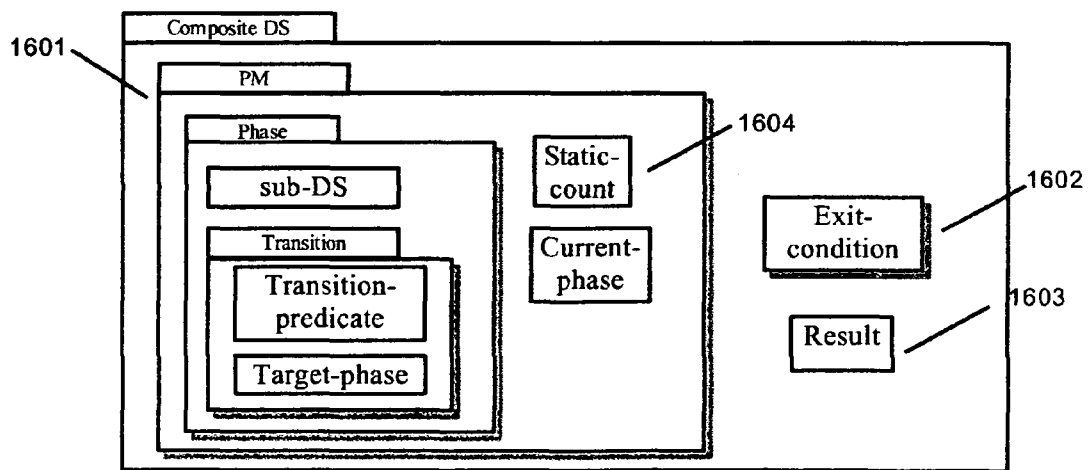 Composite DS
1601
PM
Phase
1604
Static-
count
sub-DS
1602
Exit-
condition
Transition
Current-
phase
Transition-
predicate
1603
Result
Target-phase